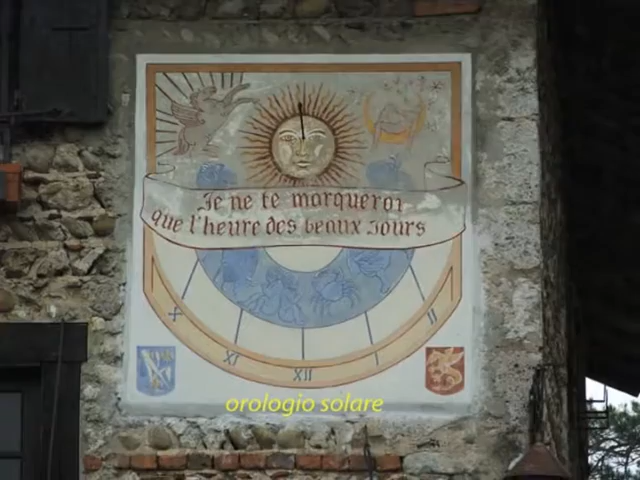 Je ne te marqueroi
que l'heure des beaux Jours
X
XI
XII
I
II
orologio solare